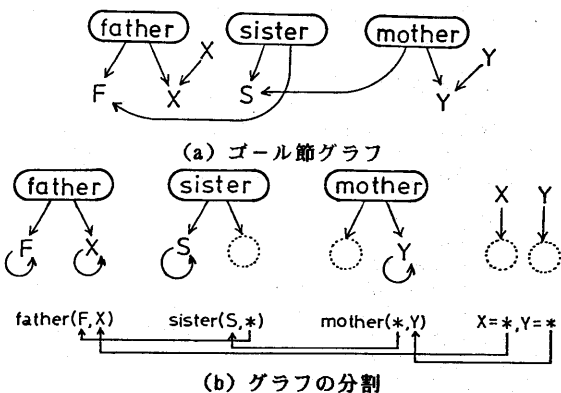 father X sister mother Y
F X S Y
(a) ゴール節グラフ
father sister mother X Y
F X S Y
father(F,X) sister(S,*) mother(*,Y) X=*,Y=*
(b) グラフの分割